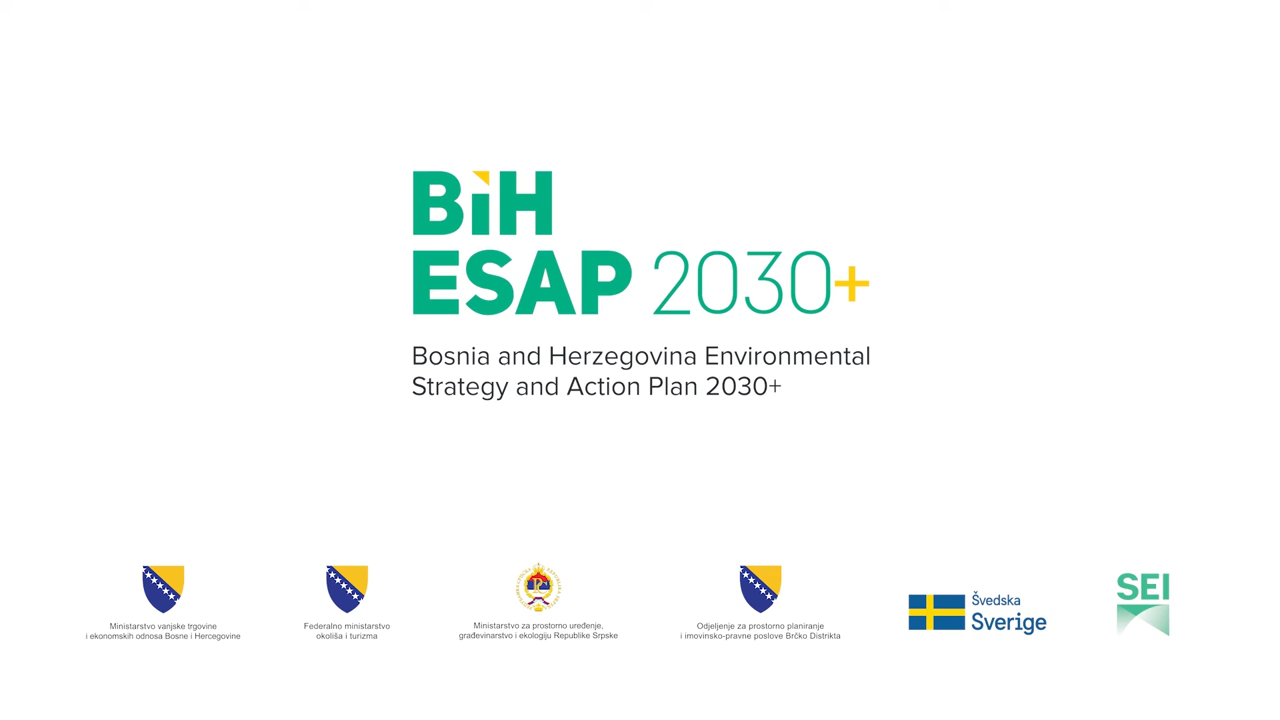 BiH
ESAP 2030+
Bosnia and Herzegovina Environmental
Strategy and Action Plan 2030+
Ministarstvo vanjske trgovine
i ekonomskih odnosa Bosne i Hercegovine
Federalno ministarstvo
okoliša i turizma
Ministarstvo za prostorno uređenje,
građevinarstvo i ekologiju Republike Srpske
Odjeljenje za prostorno planiranje
i imovinsko-pravne poslove Brčko Distrikta
Švedska
Sverige
SEI